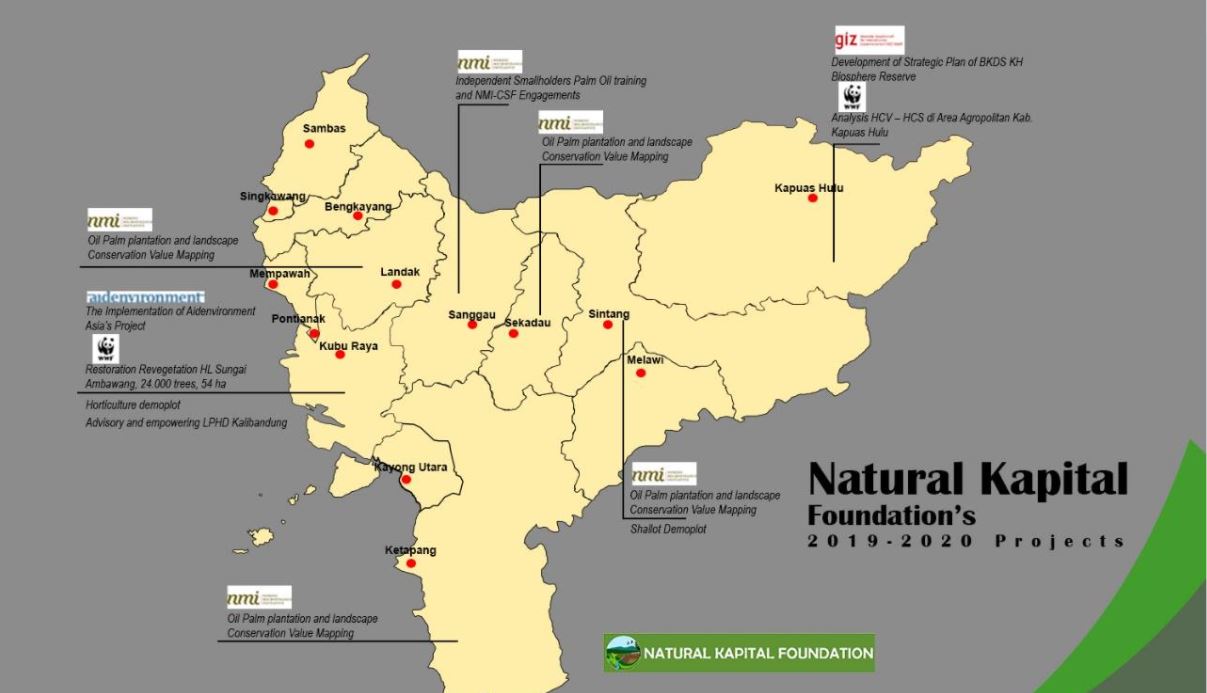 giz
Development of Strategic Plan of BKDS KH
Biosphere Reserve
WWF
Analysis HCV – HCS di Area Agropolitan Kab.
Kapuas Hulu
nmi
Independent Smallholders Palm Oil training
and NMI-CSF Engagements
nmi
Oil Palm plantation and landscape
Conservation Value Mapping
Sambas
Singkawang
Bengkayang
Kapuas Hulu
nmi
Oil Palm plantation and landscape
Conservation Value Mapping
Mempawah
Landak
aidenvironment
The Implementation of Aidenvironment
Asia's Project
Pontianak
Kubu Raya
Sanggau
Sekadau
Sintang
Melawi
WWF
Restoration Revegetation HL Sungai
Ambawang, 24.000 trees, 54 ha
Horticulture demoplot
Advisory and empowering LPHD Kalibandung
Kayong Utara
nmi
Oil Palm plantation and landscape
Conservation Value Mapping
Shallot Demoplot
Natural Kapital
Foundation's
2019-2020 Projects
Ketapang
nmi
Oil Palm plantation and landscape
Conservation Value Mapping
NATURAL KAPITAL FOUNDATION